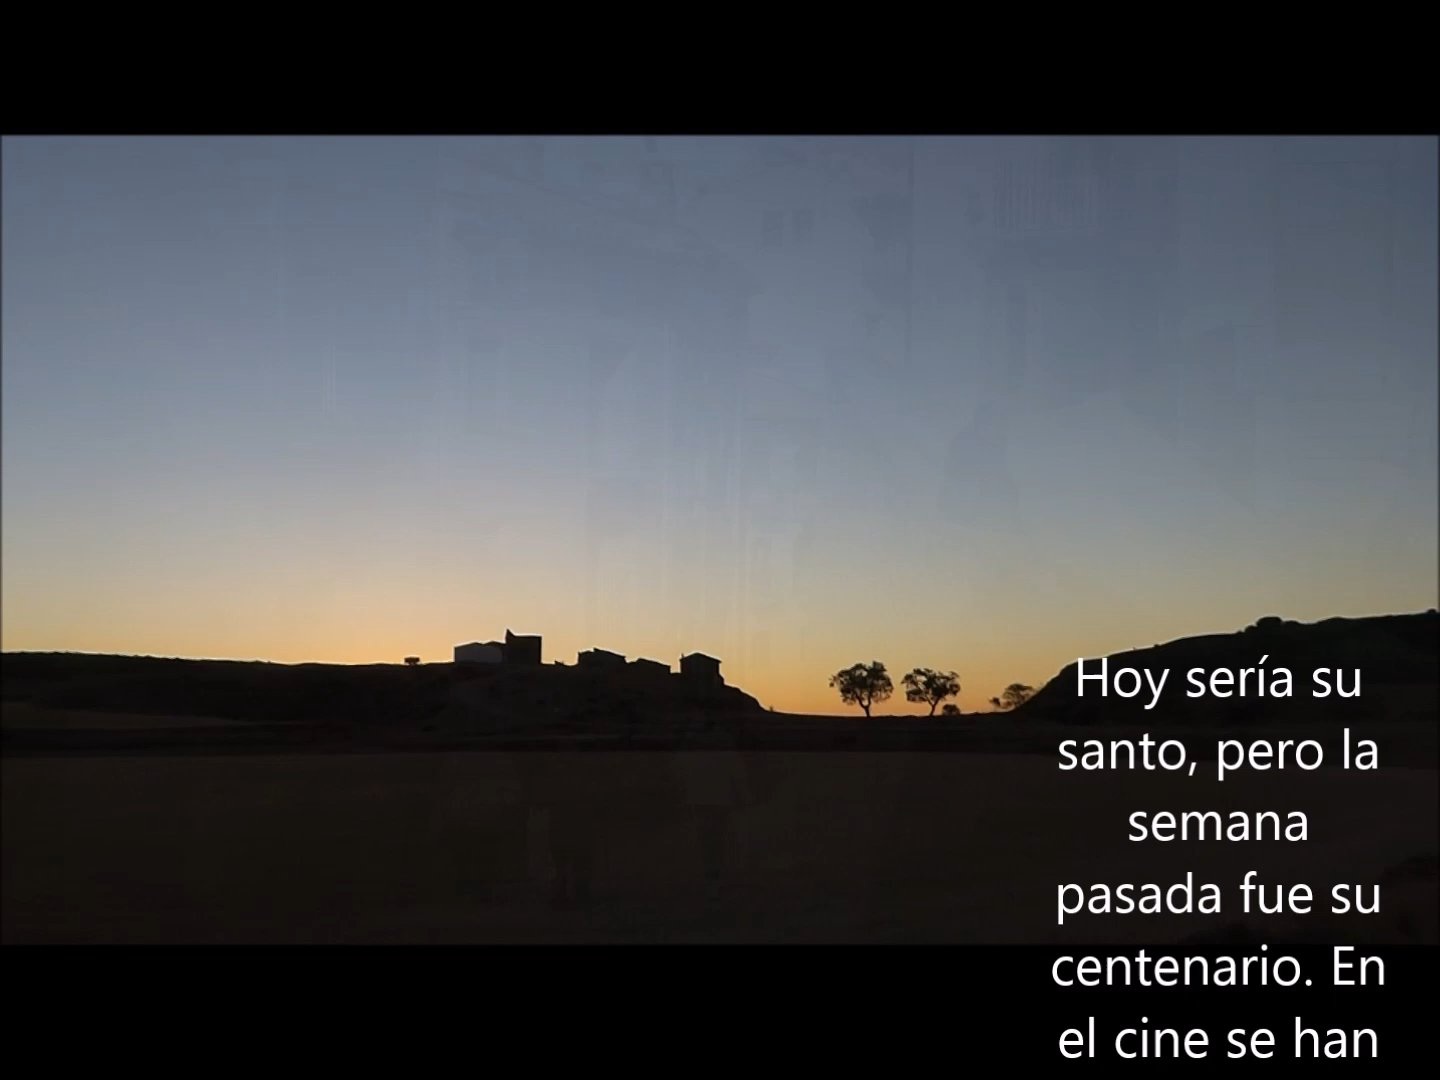 Hoy sería su
santo, pero la
semana
pasada fue su
centenario. En
el cine se han